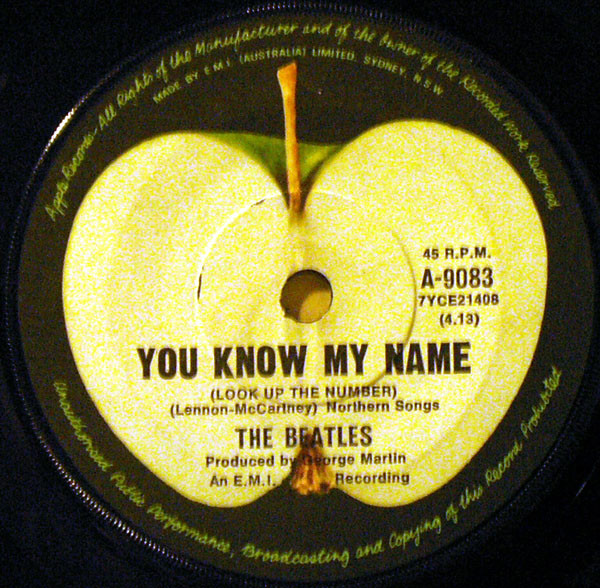 Apple Records-All Rights of the Manufacturer and of the Owner of the Recorded Work Reserved
MADE BY E.M.I. (AUSTRALIA) LIMITED, SYDNEY, N.S.W
45 R.P.M.
A-9083
7YCE21408
(4.13)
YOU KNOW MY NAME
(LOOK UP THE NUMBER)
(Lennon-McCartney) Northern Songs
THE BEATLES
Produced by George Martin
An E.M.I. Recording
Unauthorised Public Performance, Broadcasting and Copying of this Record Prohibited